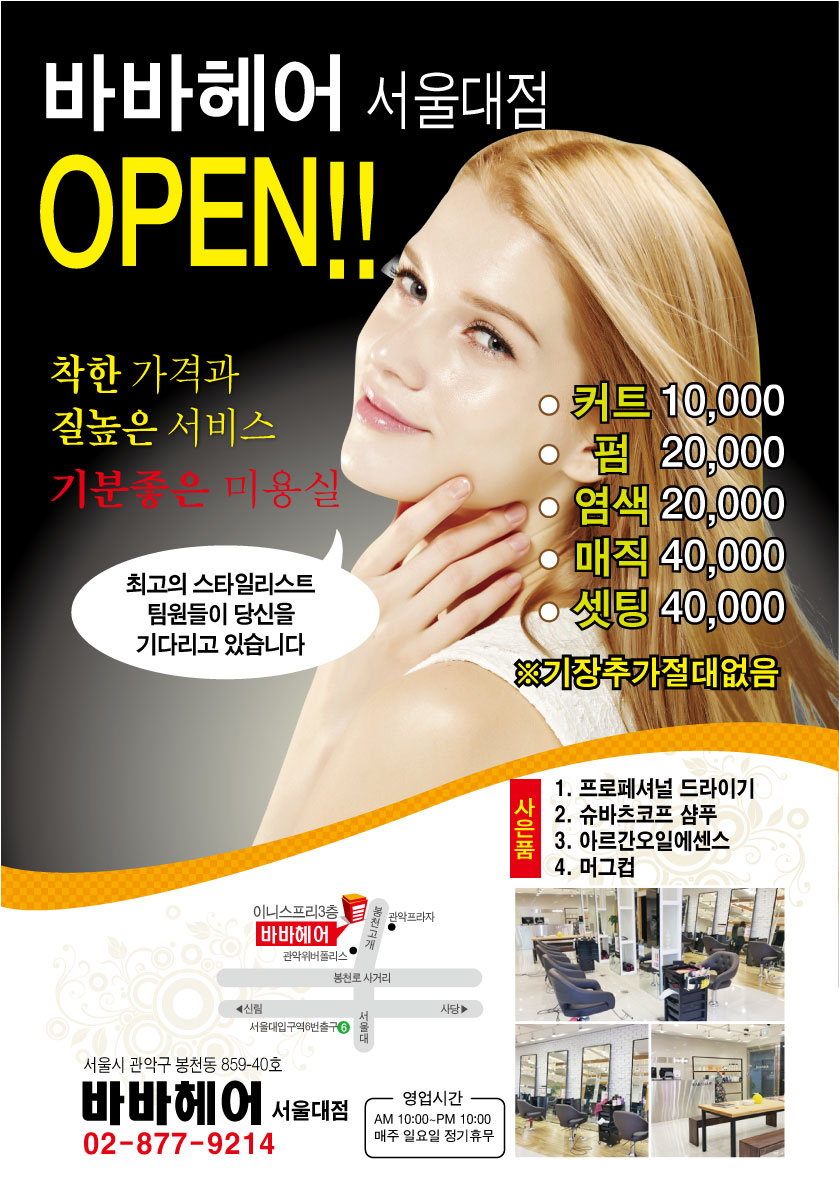 바바헤어 서울대점
OPEN!!
착한 가격과
질높은 서비스
기분좋은 미용실
최고의 스타일리스트
팀원들이 당신을
기다리고 있습니다
커트 10,000
펌 20,000
염색 20,000
매직 40,000
셋팅 40,000
※기장추가절대없음
사은품
1. 프로페셔널 드라이기
2. 슈바츠코프 샴푸
3. 아르간오일에센스
4. 머그컵
이니스프리3층
바바헤어
봉천고개
관악프라자
관악위버폴리스
봉천로 사거리
◀신림
사당▶
서울대입구역6번출구 6
서울대
서울시 관악구 봉천동 859-40호
바바헤어 서울대점
02-877-9214
영업시간
AM 10:00~PM 10:00
매주 일요일 정기휴무